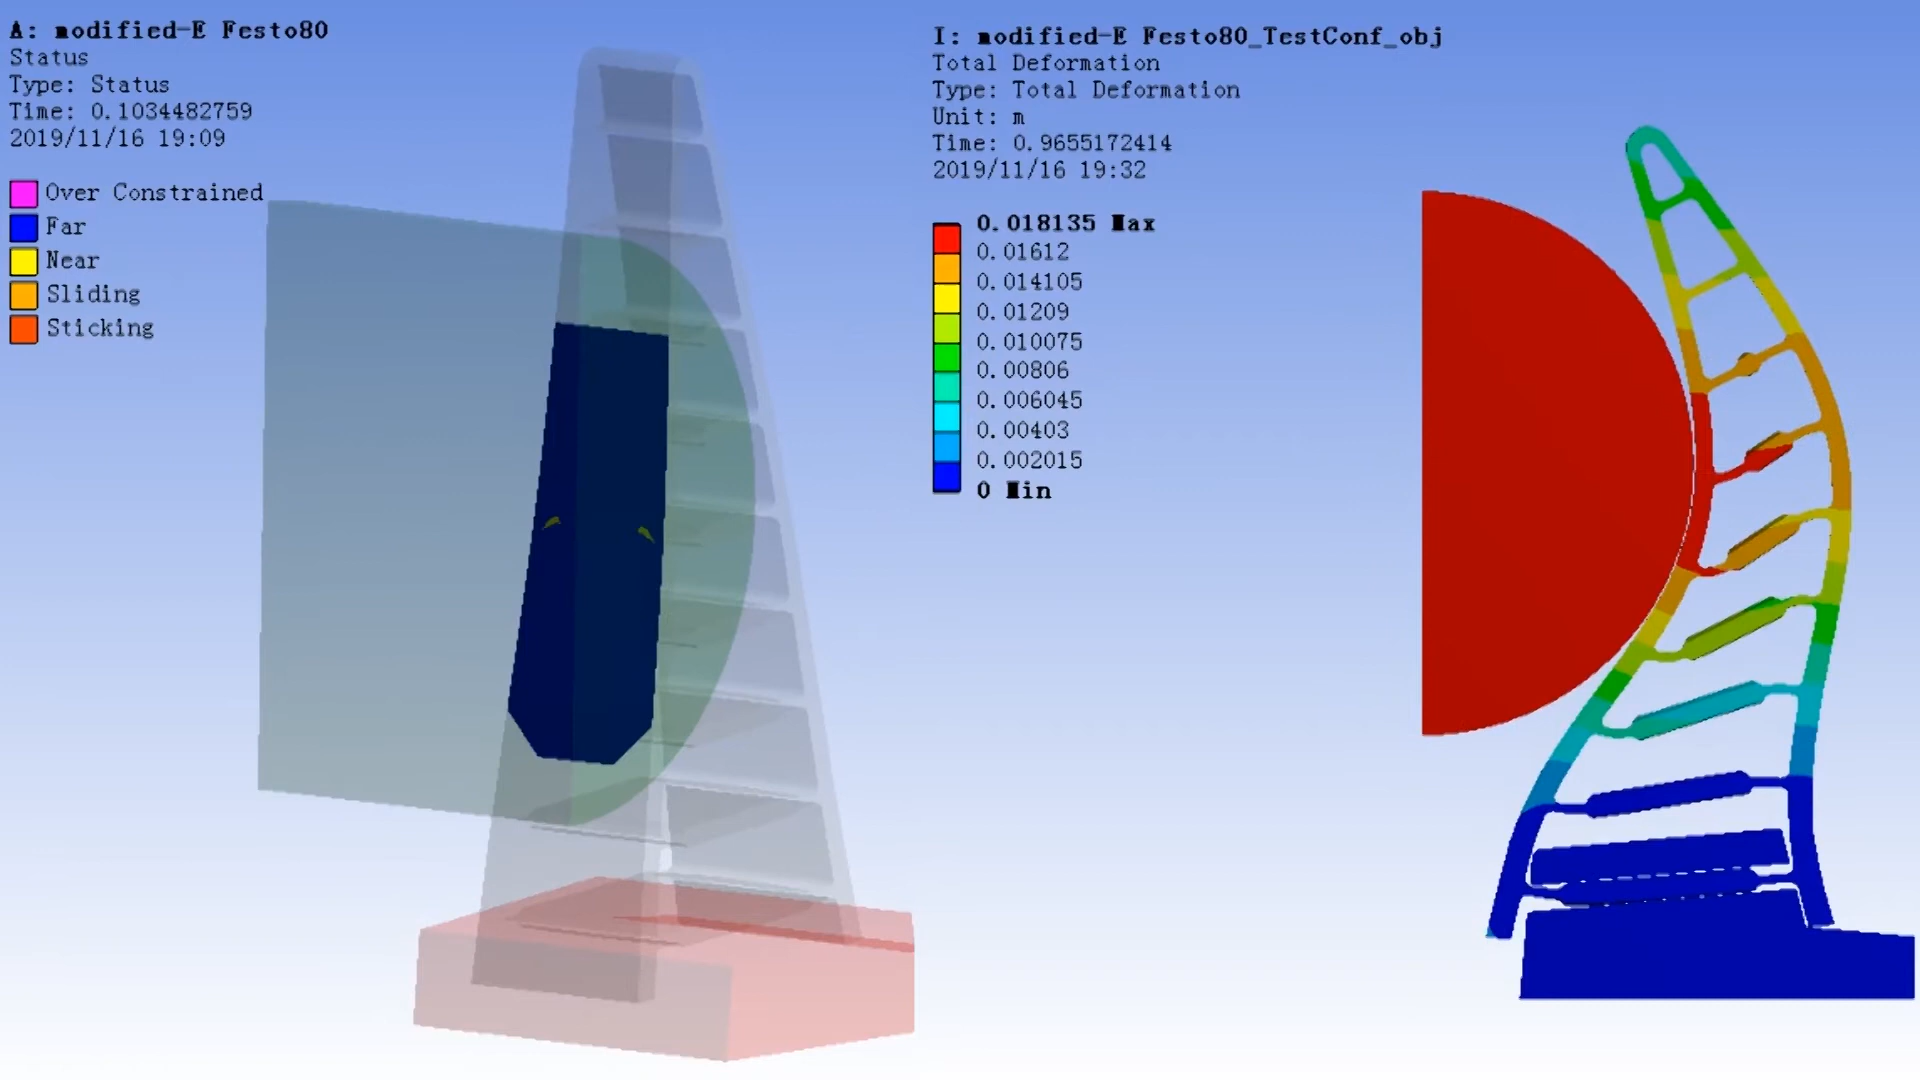 A: modified-E Festo80
Status
Type: Status
Time: 0.1034482759
2019/11/16 19:09
Over Constrained
Far
Near
Sliding
Sticking
I: modified-E Festo80_TestConf_obj
Total Deformation
Type: Total Deformation
Unit: m
Time: 0.9655172414
2019/11/16 19:32
0.018135 Max
0.01612
0.014105
0.01209
0.010075
0.00806
0.006045
0.00403
0.002015
0 Min